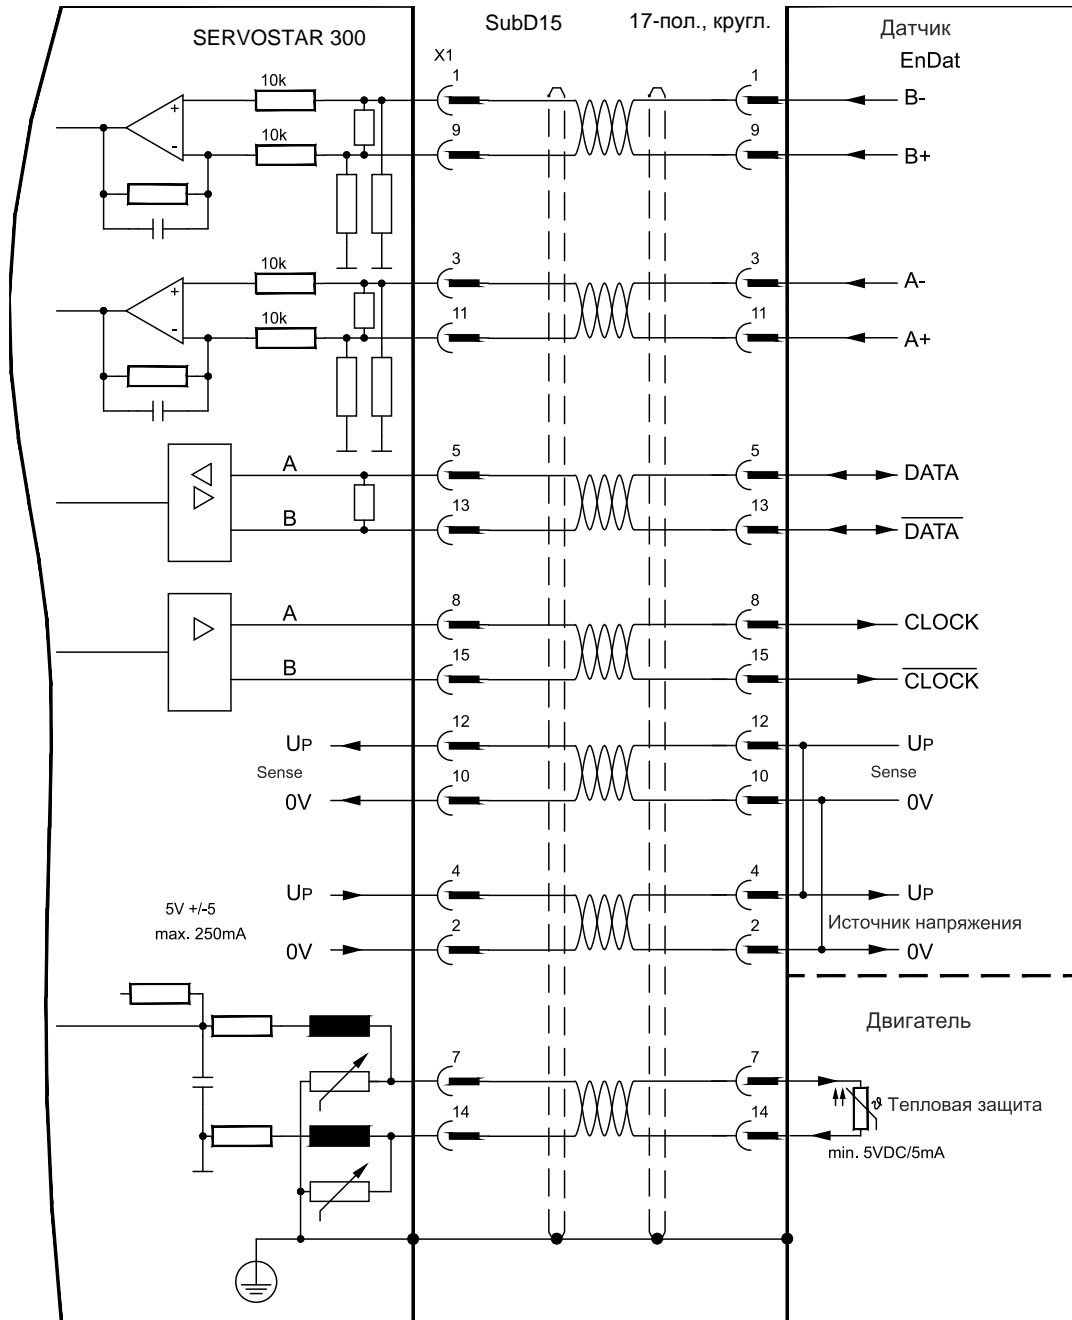 SERVOSTAR 300
SubD15
17-пол., кругл.
Датчик
EnDat
X1
10k
+
1
1
B-
10k
-
9
9
B+
10k
+
3
3
A-
10k
-
11
11
A+
A
5
5
DATA
B
13
13
DATA
A
8
8
CLOCK
B
15
15
CLOCK
UP
12
12
UP
Sense
Sense
0V
10
10
0V
UP
4
4
UP
5V +/-5
max. 250mA
Источник напряжения
0V
2
2
0V
Двигатель
7
7
14
14
ϑ Тепловая защита
min. 5VDC/5mA